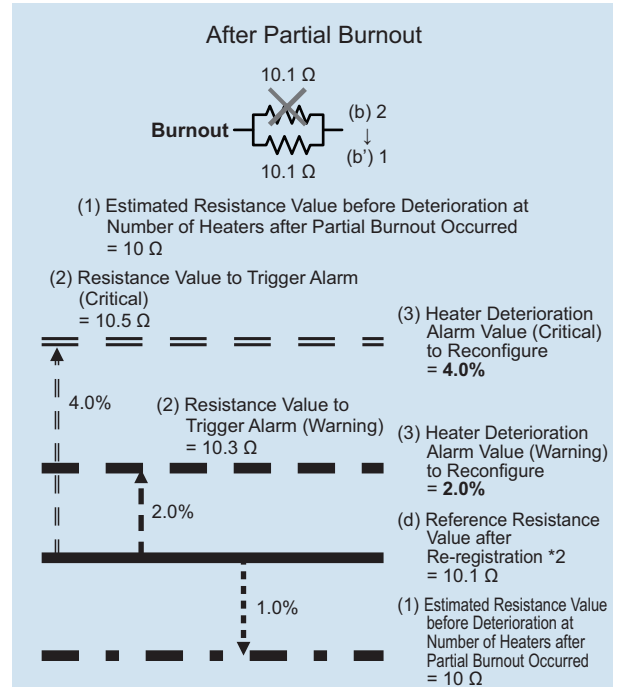 After Partial Burnout
10.1 Ω
Burnout
(b) 2
↓
(b') 1
10.1 Ω
(1) Estimated Resistance Value before Deterioration at
Number of Heaters after Partial Burnout Occurred
= 10 Ω
(2) Resistance Value to Trigger Alarm
(Critical)
= 10.5 Ω
(3) Heater Deterioration
Alarm Value (Critical)
to Reconfigure
= 4.0%
4.0%
(2) Resistance Value to
Trigger Alarm (Warning)
= 10.3 Ω
(3) Heater Deterioration
Alarm Value (Warning)
to Reconfigure
= 2.0%
2.0%
(d) Reference Resistance
Value after
Re-registration *2
= 10.1 Ω
1.0%
(1) Estimated Resistance Value
before Deterioration at
Number of Heaters after
Partial Burnout Occurred
= 10 Ω